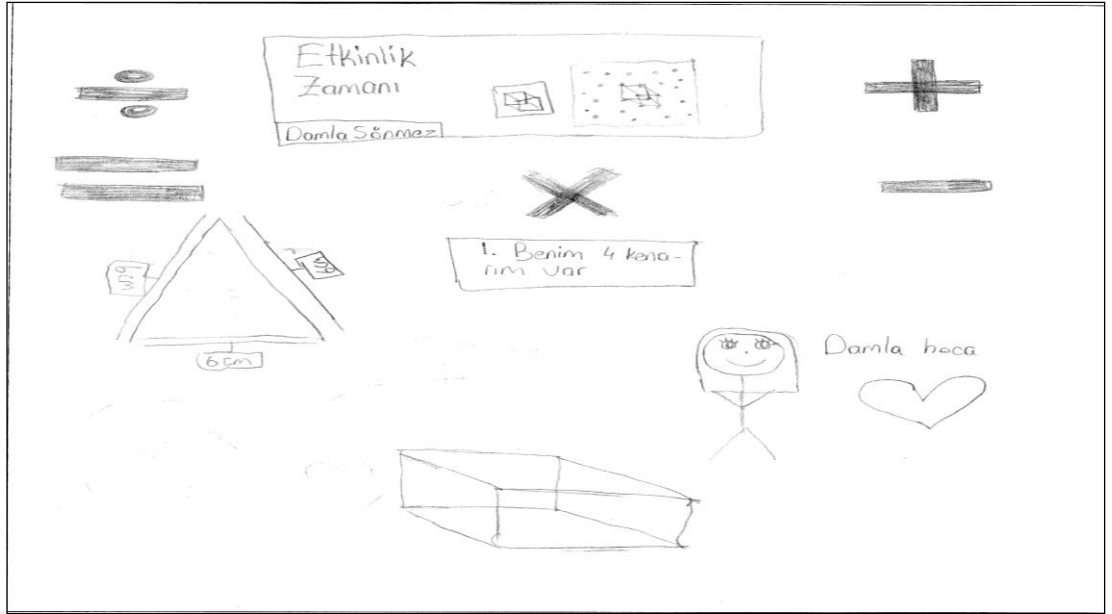 Etkinlik
Zamanı
Damla Sönmez
1. Benim 4 kena-
rım var
6cm
6cm
6cm
Damla hoca